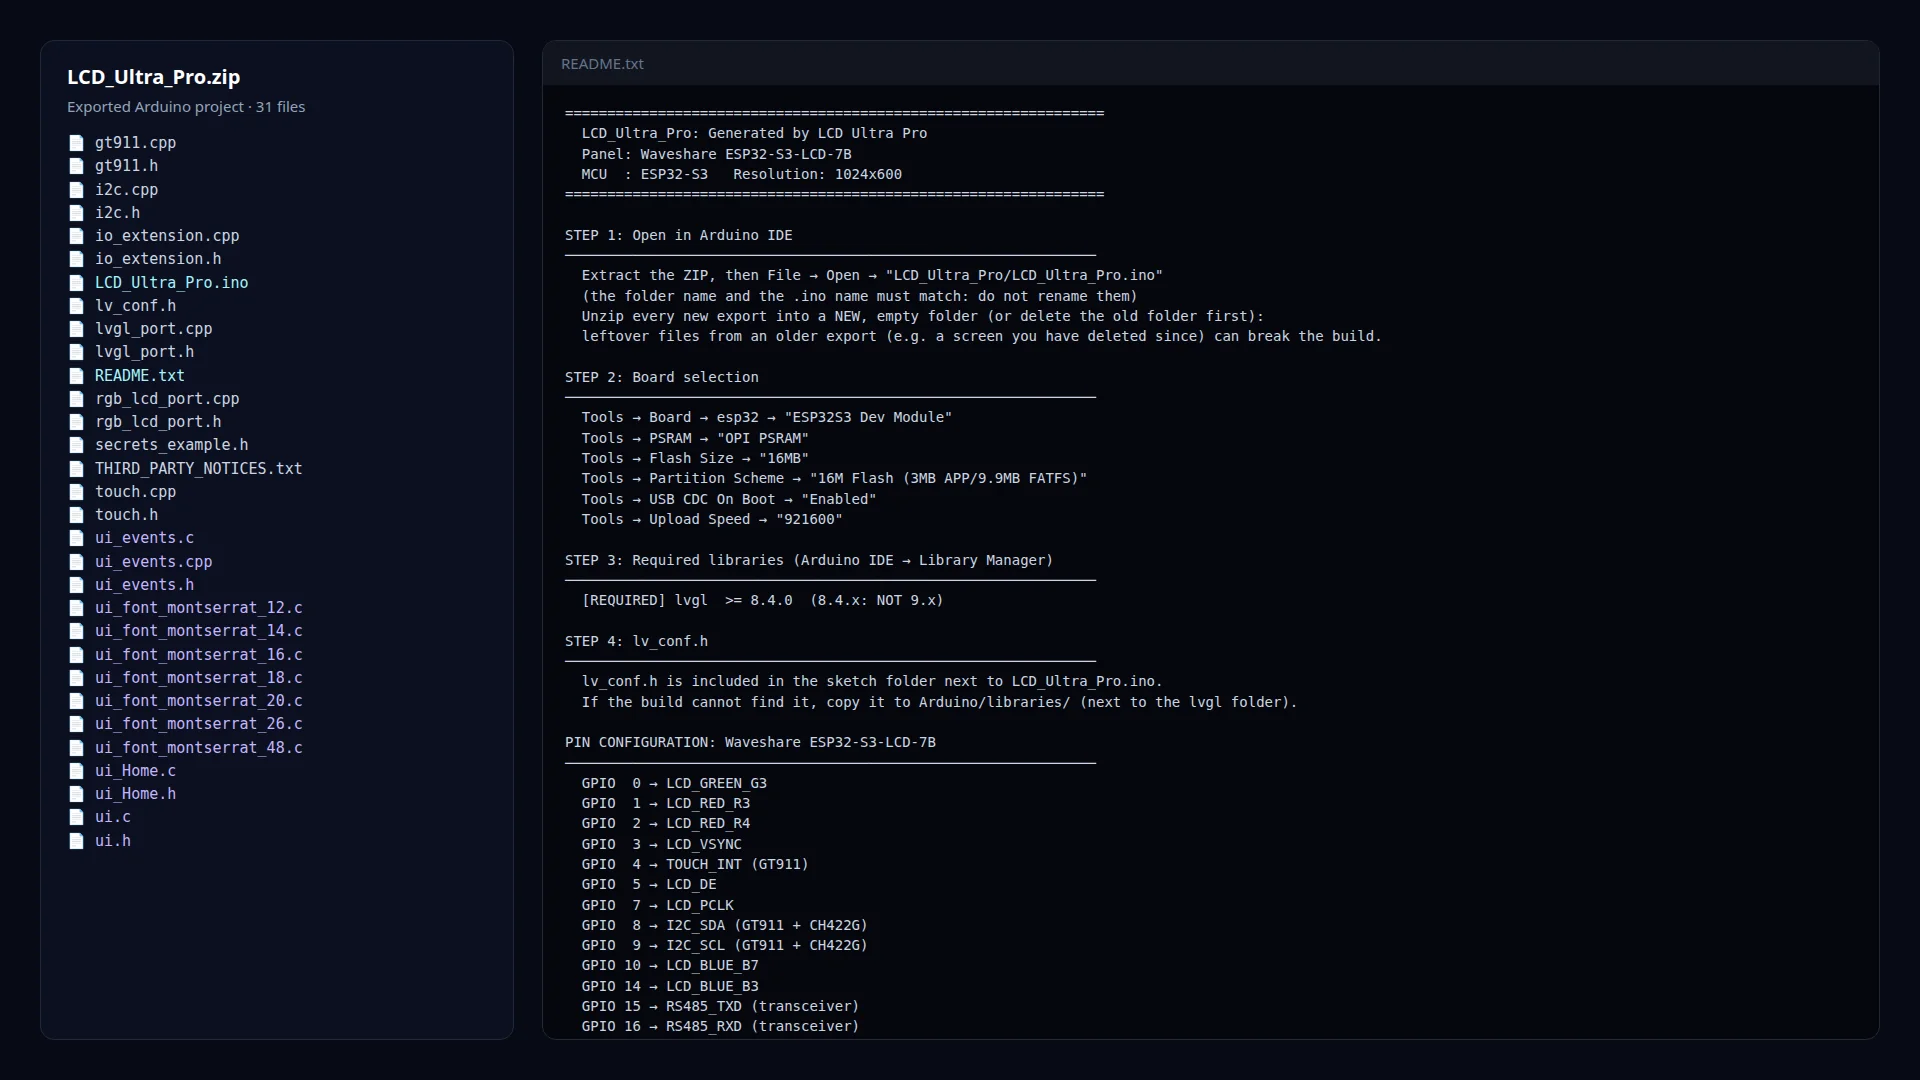 LCD_Ultra_Pro.zip
Exported Arduino project · 31 files
gt911.cpp
gt911.h
i2c.cpp
i2c.h
io_extension.cpp
io_extension.h
LCD_Ultra_Pro.ino
lv_conf.h
lvgl_port.cpp
lvgl_port.h
README.txt
rgb_lcd_port.cpp
rgb_lcd_port.h
secrets_example.h
THIRD_PARTY_NOTICES.txt
touch.cpp
touch.h
ui_events.c
ui_events.cpp
ui_events.h
ui_font_montserrat_12.c
ui_font_montserrat_14.c
ui_font_montserrat_16.c
ui_font_montserrat_18.c
ui_font_montserrat_20.c
ui_font_montserrat_26.c
ui_font_montserrat_48.c
ui_Home.c
ui_Home.h
ui.c
ui.h
README.txt
================================================================
LCD_Ultra_Pro: Generated by LCD Ultra Pro
Panel: Waveshare ESP32-S3-LCD-7B
MCU  : ESP32-S3   Resolution: 1024x600
================================================================
STEP 1: Open in Arduino IDE
───────────────────────────────────────────────────────────────
Extract the ZIP, then File → Open → "LCD_Ultra_Pro/LCD_Ultra_Pro.ino"
(the folder name and the .ino name must match: do not rename them)
Unzip every new export into a NEW, empty folder (or delete the old folder first):
leftover files from an older export (e.g. a screen you have deleted since) can break the build.
STEP 2: Board selection
───────────────────────────────────────────────────────────────
Tools → Board → esp32 → "ESP32S3 Dev Module"
Tools → PSRAM → "OPI PSRAM"
Tools → Flash Size → "16MB"
Tools → Partition Scheme → "16M Flash (3MB APP/9.9MB FATFS)"
Tools → USB CDC On Boot → "Enabled"
Tools → Upload Speed → "921600"
STEP 3: Required libraries (Arduino IDE → Library Manager)
───────────────────────────────────────────────────────────────
[REQUIRED] lvgl  >= 8.4.0  (8.4.x: NOT 9.x)
STEP 4: lv_conf.h
───────────────────────────────────────────────────────────────
lv_conf.h is included in the sketch folder next to LCD_Ultra_Pro.ino.
If the build cannot find it, copy it to Arduino/libraries/ (next to the lvgl folder).
PIN CONFIGURATION: Waveshare ESP32-S3-LCD-7B
───────────────────────────────────────────────────────────────
GPIO  0 → LCD_GREEN_G3
GPIO  1 → LCD_RED_R3
GPIO  2 → LCD_RED_R4
GPIO  3 → LCD_VSYNC
GPIO  4 → TOUCH_INT (GT911)
GPIO  5 → LCD_DE
GPIO  7 → LCD_PCLK
GPIO  8 → I2C_SDA (GT911 + CH422G)
GPIO  9 → I2C_SCL (GT911 + CH422G)
GPIO 10 → LCD_BLUE_B7
GPIO 14 → LCD_BLUE_B3
GPIO 15 → RS485_TXD (transceiver)
GPIO 16 → RS485_RXD (transceiver)